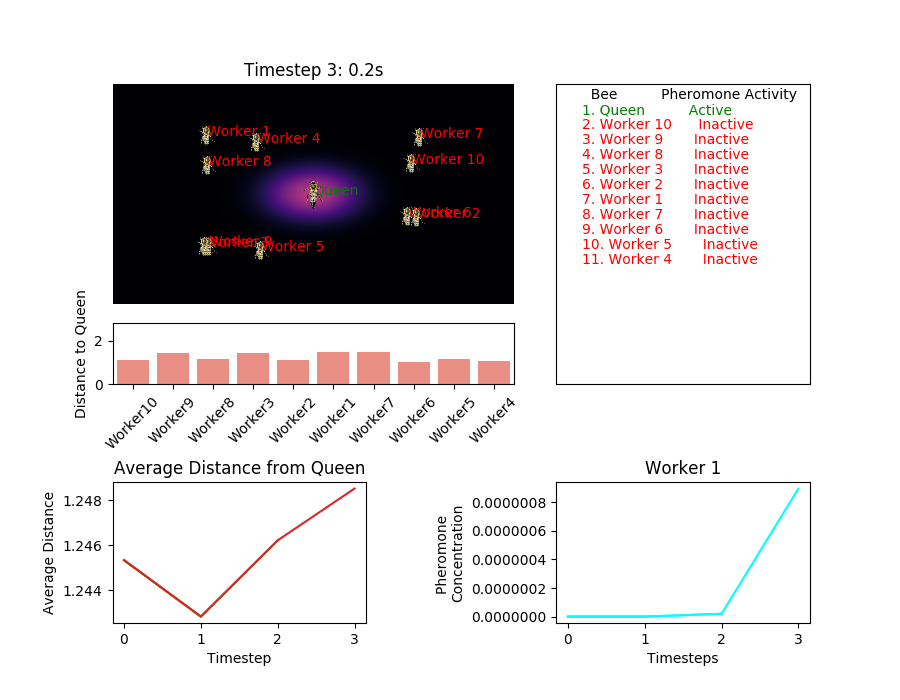 Timestep 3: 0.2s
Worker 1
Worker 4
Worker 7
Worker 8
Worker 10
Queen
Worker 5
Bee Pheromone Activity
1. Queen Active
2. Worker 10 Inactive
3. Worker 9 Inactive
4. Worker 8 Inactive
5. Worker 3 Inactive
6. Worker 2 Inactive
7. Worker 1 Inactive
8. Worker 7 Inactive
9. Worker 6 Inactive
10. Worker 5 Inactive
11. Worker 4 Inactive
Distance to Queen
2
0
Worker10
Worker9
Worker8
Worker3
Worker2
Worker1
Worker7
Worker6
Worker5
Worker4
Average Distance from Queen
Average Distance
1.248
1.246
1.244
0 1 2 3
Timestep
Worker 1
Pheromone
Concentration
0.0000008
0.0000006
0.0000004
0.0000002
0.0000000
0 1 2 3
Timesteps